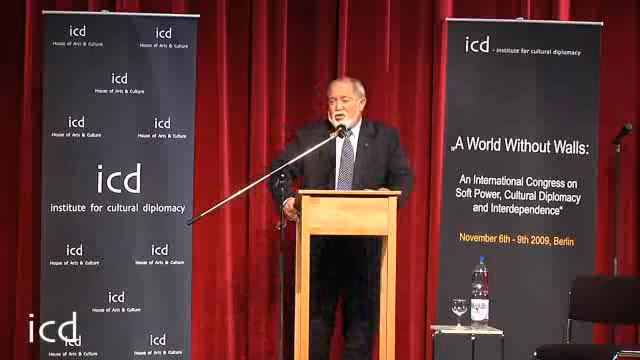 icd
House of Arts & Culture
icd
House of Arts & Culture
icd
House of Arts & Culture
icd
House of Arts & Culture
icd
House of Arts & Culture
icd
institute for cultural diplomacy
icd
House of Arts & Culture
icd
House of Arts & Culture
icd
House of Arts & Culture
icd
House of Arts & Culture
icd
House of Arts & Culture
icd
icd - institute for cultural diplomacy
„A World Without Walls:
An International Congress on
Soft Power, Cultural Diplomacy
and Interdependence“
November 6th - 9th 2009, Berlin